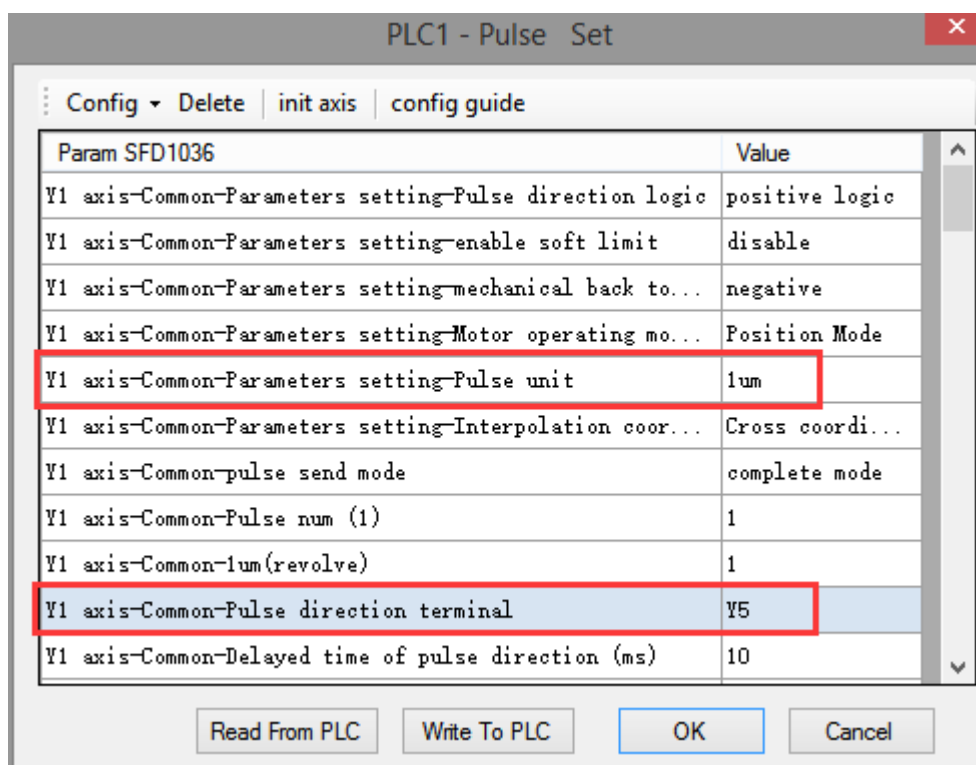 PLC1 - Pulse Set
Config Delete init axis config guide
Param SFD1036 Value
Y1 axis-Common-Parameters setting-Pulse direction logic positive logic
Y1 axis-Common-Parameters setting-enable soft limit disable
Y1 axis-Common-Parameters setting-mechanical back to... negative
Y1 axis-Common-Parameters setting-Motor operating mo... Position Mode
Y1 axis-Common-Parameters setting-Pulse unit 1um
Y1 axis-Common-Parameters setting-Interpolation coor... Cross coordi...
Y1 axis-Common-pulse send mode complete mode
Y1 axis-Common-Pulse num (1) 1
Y1 axis-Common-1um(revolve) 1
Y1 axis-Common-Pulse direction terminal Y5
Y1 axis-Common-Delayed time of pulse direction (ms) 10
Read From PLC Write To PLC OK Cancel